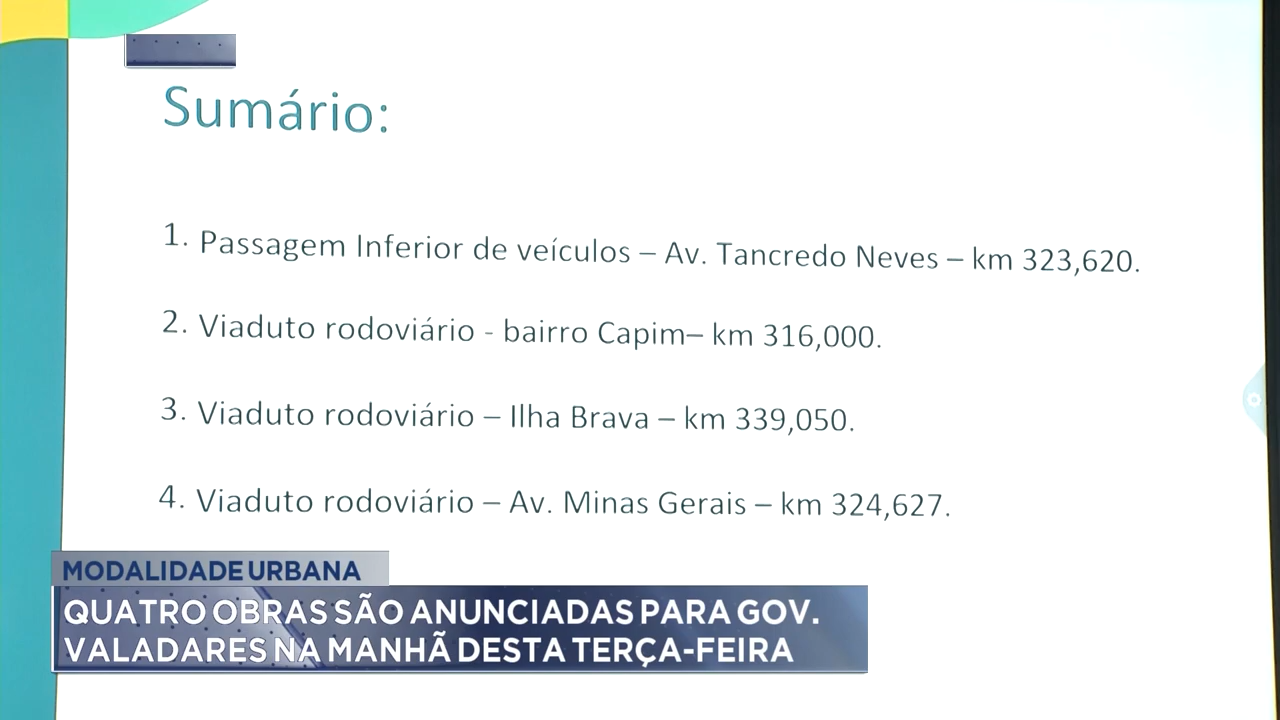 Sumário:
1. Passagem Inferior de veículos – Av. Tancredo Neves – km 323,620.
2. Viaduto rodoviário - bairro Capim– km 316,000.
3. Viaduto rodoviário – Ilha Brava – km 339,050.
4. Viaduto rodoviário – Av. Minas Gerais – km 324,627.
MODALIDADE URBANA
QUATRO OBRAS SÃO ANUNCIADAS PARA GOV.
VALADARES NA MANHÃ DESTA TERÇA-FEIRA